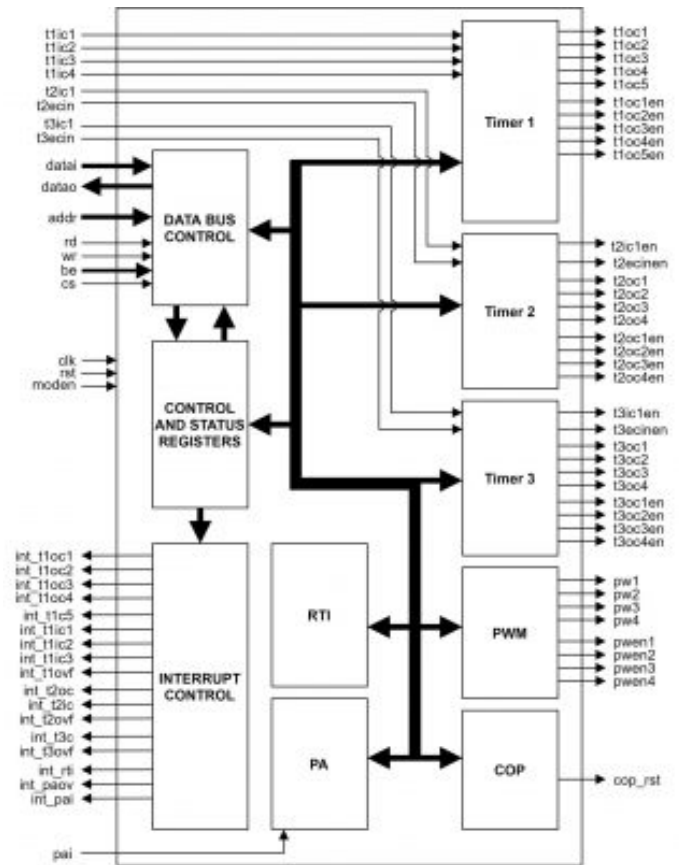 t1ic1
t1ic2
t1ic3
t1ic4
t2ic1
t2ecin
t3ic1
t3ecin
datai
datao
addr
rd
wr
be
cs
clk
rst
moden
int_t1oc1
int_t1oc2
int_t1oc3
int_t1oc4
int_t1c5
int_t1ic1
int_t1ic2
int_t1ic3
int_t1ovf
int_t2oc
int_t2ic
int_t2ovf
int_t3c
int_t3ovf
int_rti
int_paov
int_pai
pai
DATA BUS
CONTROL
CONTROL
AND STATUS
REGISTERS
INTERRUPT
CONTROL
RTI
PA
Timer 1
Timer 2
Timer 3
PWM
COP
t1oc1
t1oc2
t1oc3
t1oc4
t1oc5
t1oc1en
t1oc2en
t1oc3en
t1oc4en
t1oc5en
t2ic1en
t2ecinen
t2oc1
t2oc2
t2oc3
t2oc4
t2oc1en
t2oc2en
t2oc3en
t2oc4en
t3ic1en
t3ecinen
t3oc1
t3oc2
t3oc3
t3oc4
t3oc1en
t3oc2en
t3oc3en
t3oc4en
pw1
pw2
pw3
pw4
pwen1
pwen2
pwen3
pwen4
cop_rst